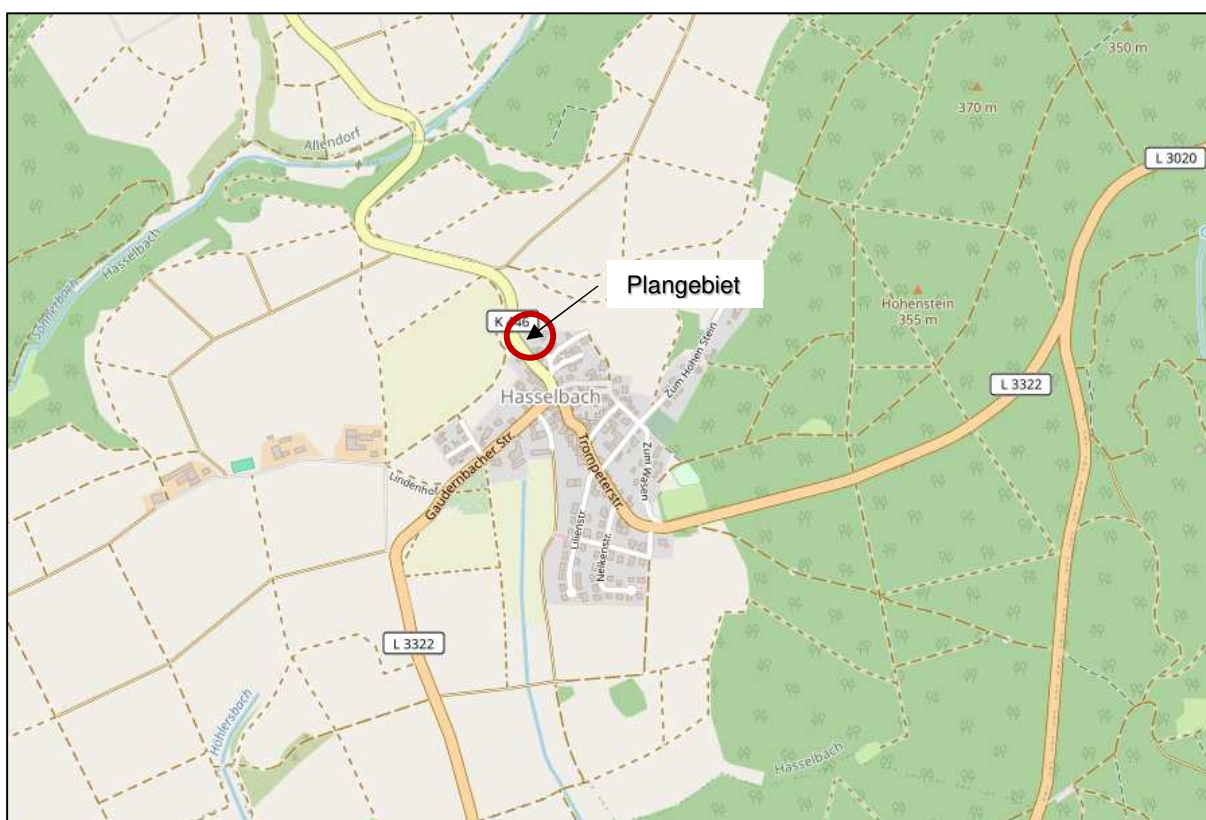 350 m
370 m
L 3020
Allendorf
Hasselbach
Plangebiet
Hohenstein
355 m
Zum Hohen Stein
L 3322
Hasselbach
Gaudernbacher Str.
Trompeterstr.
Zum Wasen
Lindenhof
Lilienstr.
Nelkenstr.
L 3322
Höhlersbach
Hasselbach